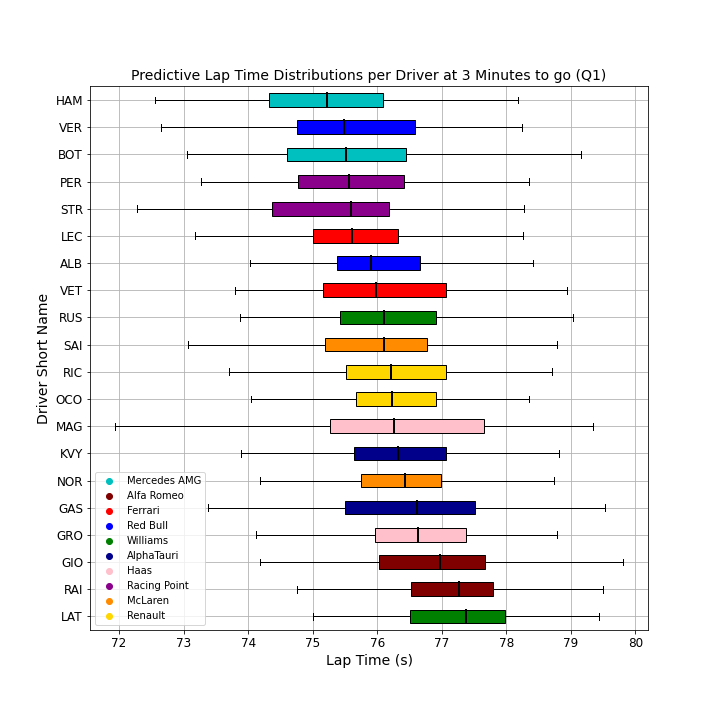 Predictive Lap Time Distributions per Driver at 3 Minutes to go (Q1)
Driver Short Name
HAM
VER
BOT
PER
STR
LEC
ALB
VET
RUS
SAI
RIC
OCO
MAG
KVY
NOR
GAS
GRO
GIO
RAI
LAT
Mercedes AMG
Alfa Romeo
Ferrari
Red Bull
Williams
AlphaTauri
Haas
Racing Point
McLaren
Renault
72 73 74 75 76 77 78 79 80
Lap Time (s)